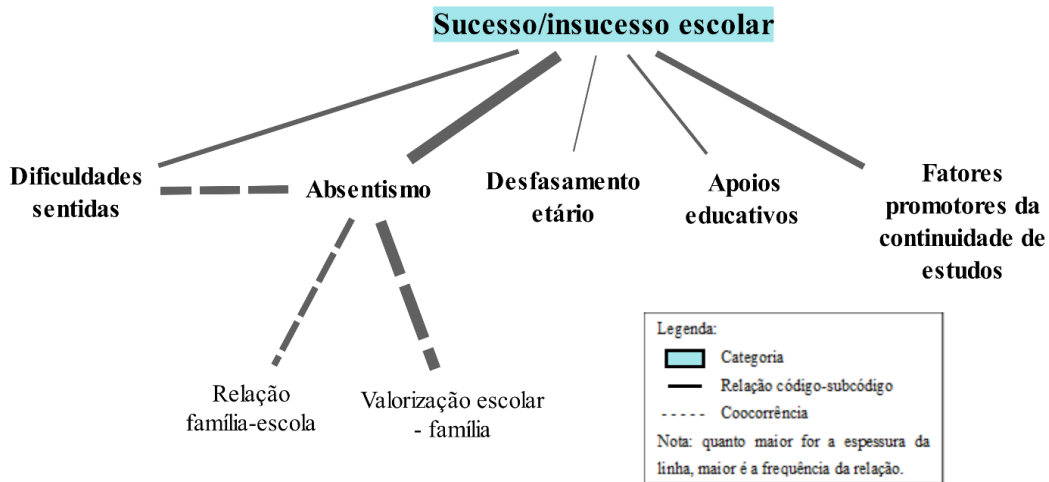 Sucesso/insucesso escolar
Dificuldades
sentidas
Absentismo
Desfasamento
etário
Apoios
educativos
Fatores
promotores da
continuidade de
estudos
Relação
família-escola
Valorização escolar
- família
Legenda:
Categoria
Relação código-subcódigo
Coocorrência
Nota: quanto maior for a espessura da
linha, maior é a frequência da relação.